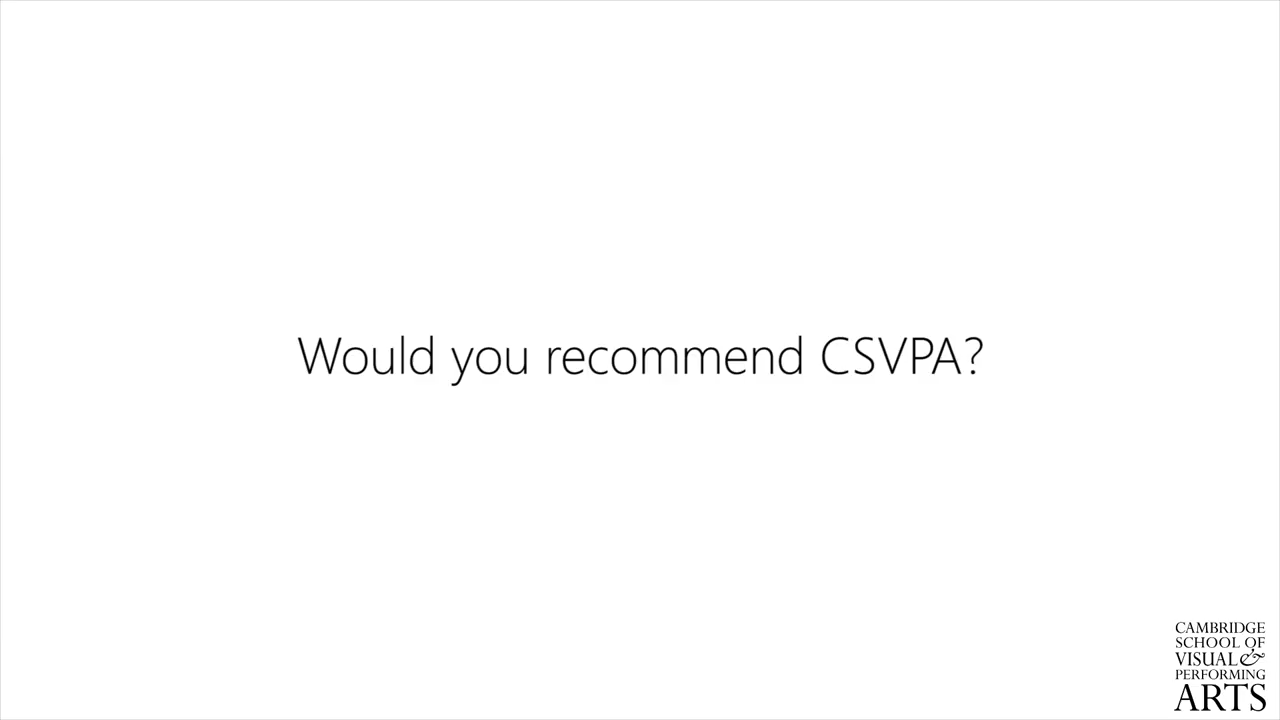 Would you recommend CSVPA?
CAMBRIDGE
SCHOOL OF
VISUAL &
PERFORMING
ARTS